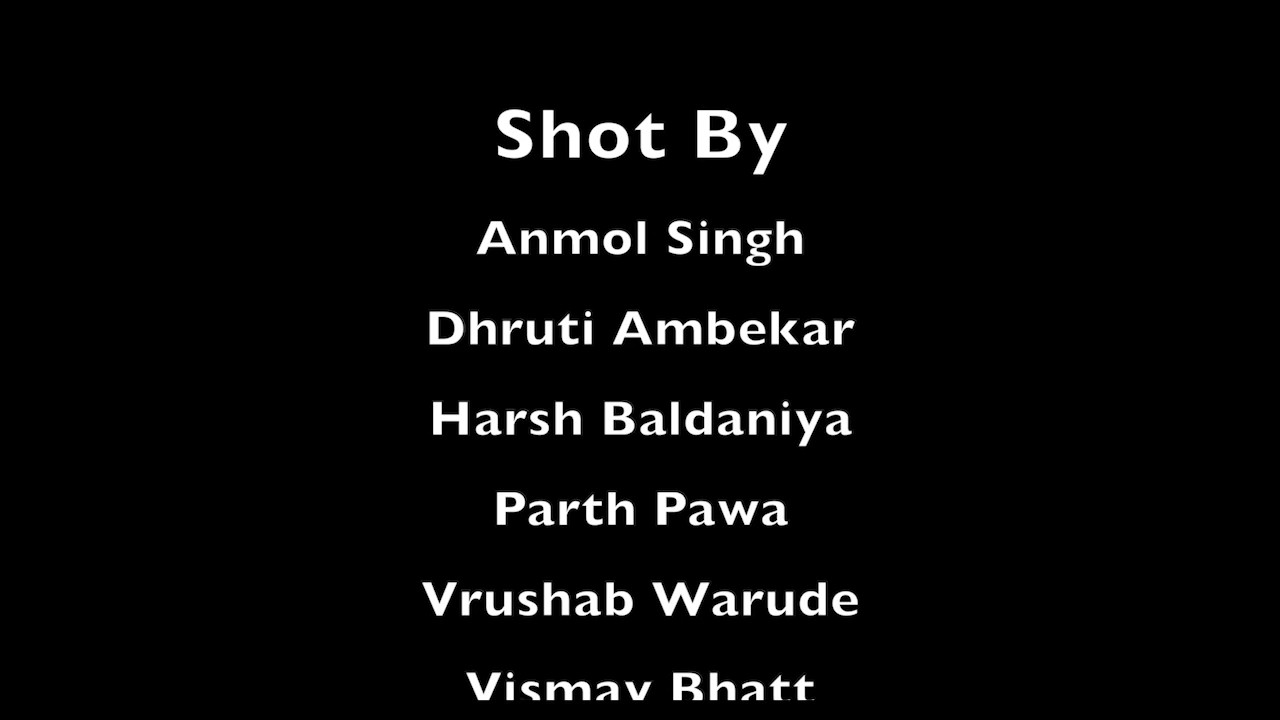 Shot By
Anmol Singh
Dhruti Ambekar
Harsh Baldaniya
Parth Pawa
Vrushab Warude
Vismay Bhatt